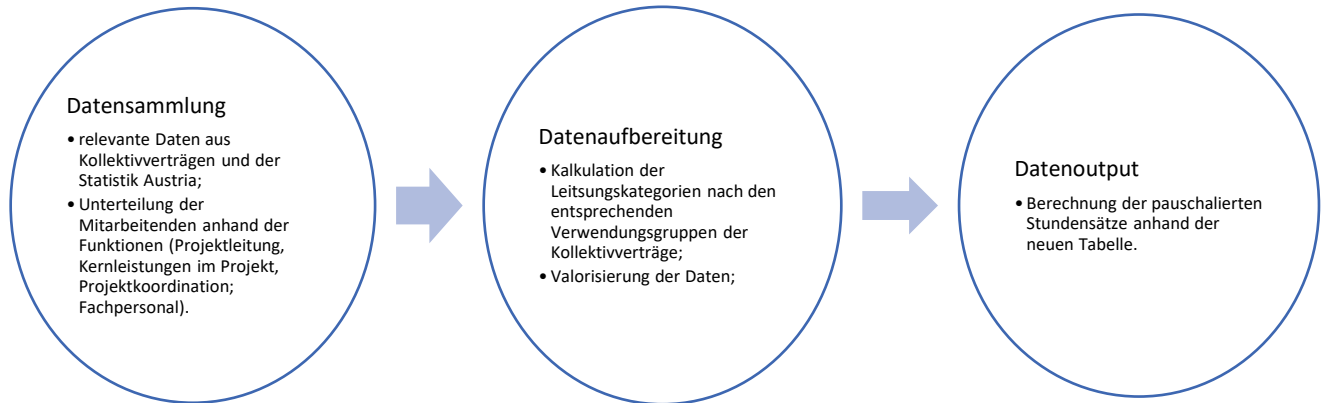 Datensammlung
• relevante Daten aus
Kollektivverträgen und der
Statistik Austria;
• Unterteilung der
Mitarbeitenden anhand der
Funktionen (Projektleitung,
Kernleistungen im Projekt,
Projektkoordination;
Fachpersonal).
Datenaufbereitung
• Kalkulation der
Leitsungskategorien nach den
entsprechenden
Verwendungsgruppen der
Kollektivverträge;
• Valorisierung der Daten;
Datenoutput
• Berechnung der pauschalierten
Stundensätze anhand der
neuen Tabelle.